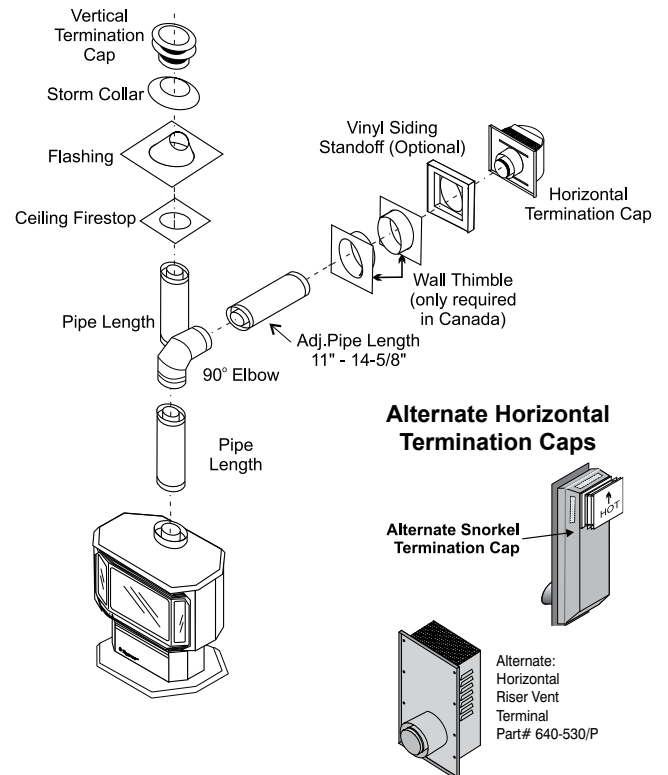 Vertical
Termination
Cap
Storm Collar
Flashing
Ceiling Firestop
Pipe Length
90° Elbow
Pipe
Length
Adj.Pipe Length
11" - 14-5/8"
Wall Thimble
(only required
in Canada)
Vinyl Siding
Standoff (Optional)
Horizontal
Termination Cap
Alternate Horizontal
Termination Caps
HOT
Alternate Snorkel
Termination Cap
Alternate:
Horizontal
Riser Vent
Terminal
Part# 640-530/P